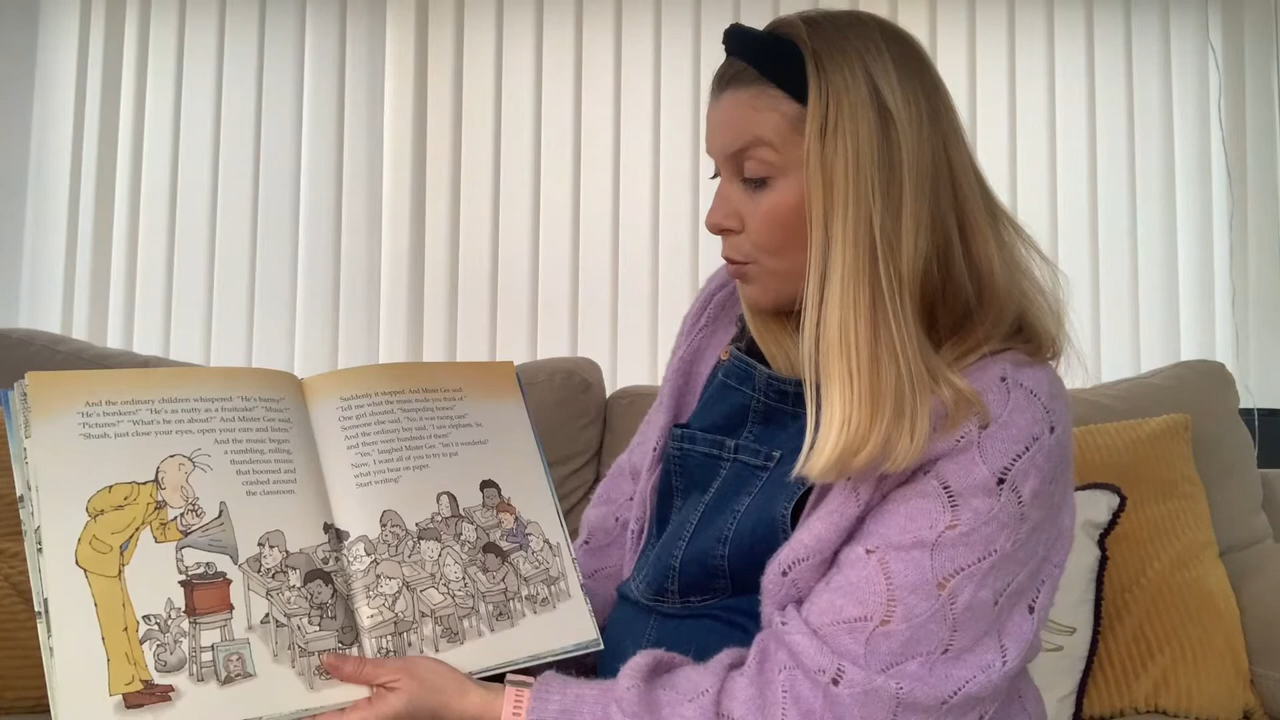 And the ordinary children whispered: "He's barmy!"
"He's bonkers!" "He's as nutty as a fruitcake!" "Music?"
"Pictures?" "What's he on about?" And Mister Gee said,
"Shush, just close your eyes, open your ears and listen."
And the music began:
a rumbling, rolling,
thunderous music
that boomed and
crashed around
the classroom.
Suddenly it stopped. And Mister Gee said:
"Tell me what the music made you think of."
One girl shouted, "Stampeding horses!"
Someone else said, "No, it was racing cars!"
And the ordinary boy said, "I saw elephants, Sir,
and there were hundreds of them!"
"Yes," laughed Mister Gee. "Isn't it wonderful?
Now, I want all of you to try to put
what you hear on paper.
Start writing!"